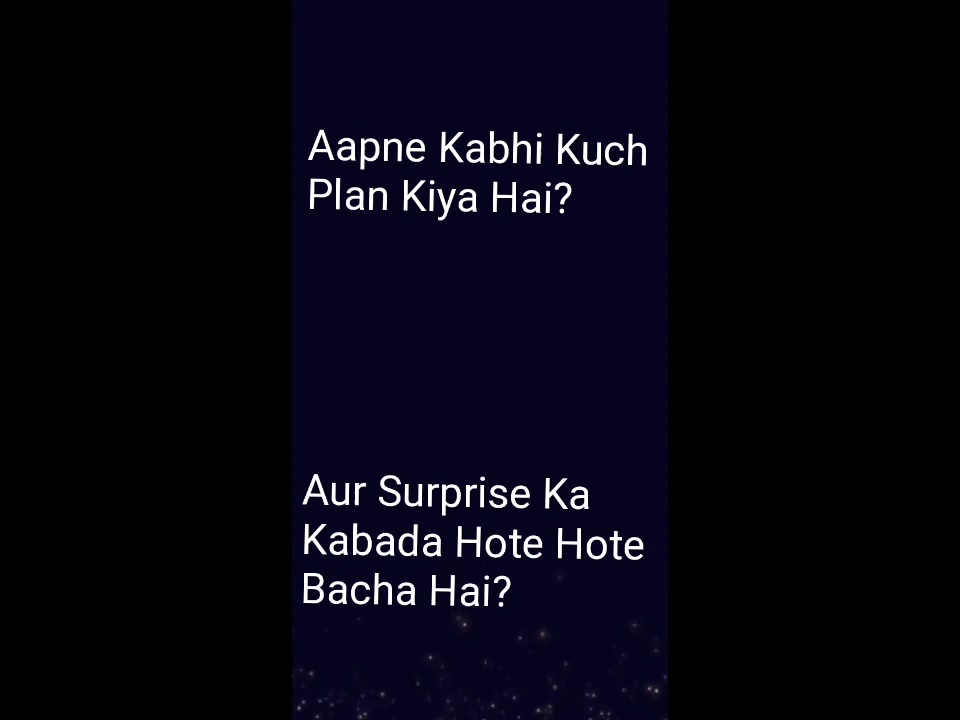 Aapne Kabhi Kuch
Plan Kiya Hai?
Aur Surprise Ka
Kabada Hote Hote
Bacha Hai?